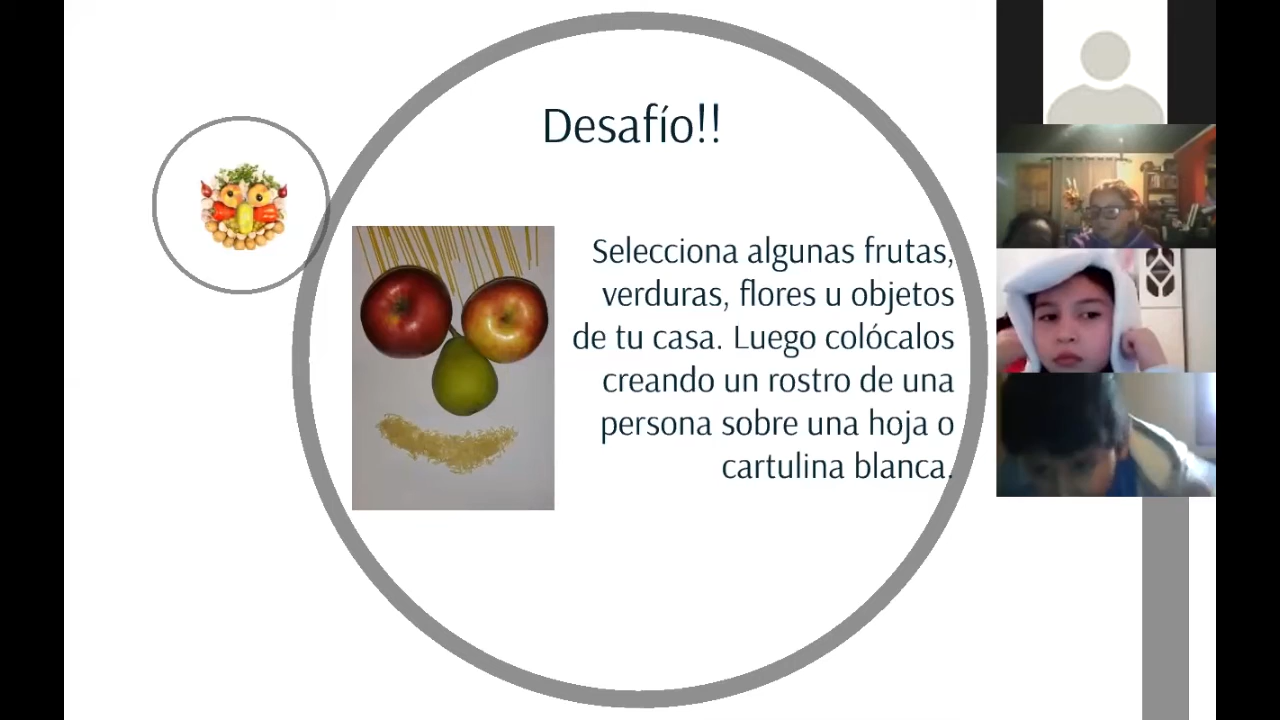 Desafío!!
Selecciona algunas frutas,
verduras, flores u objetos
de tu casa. Luego colócalos
creando un rostro de una
persona sobre una hoja o
cartulina blanca.